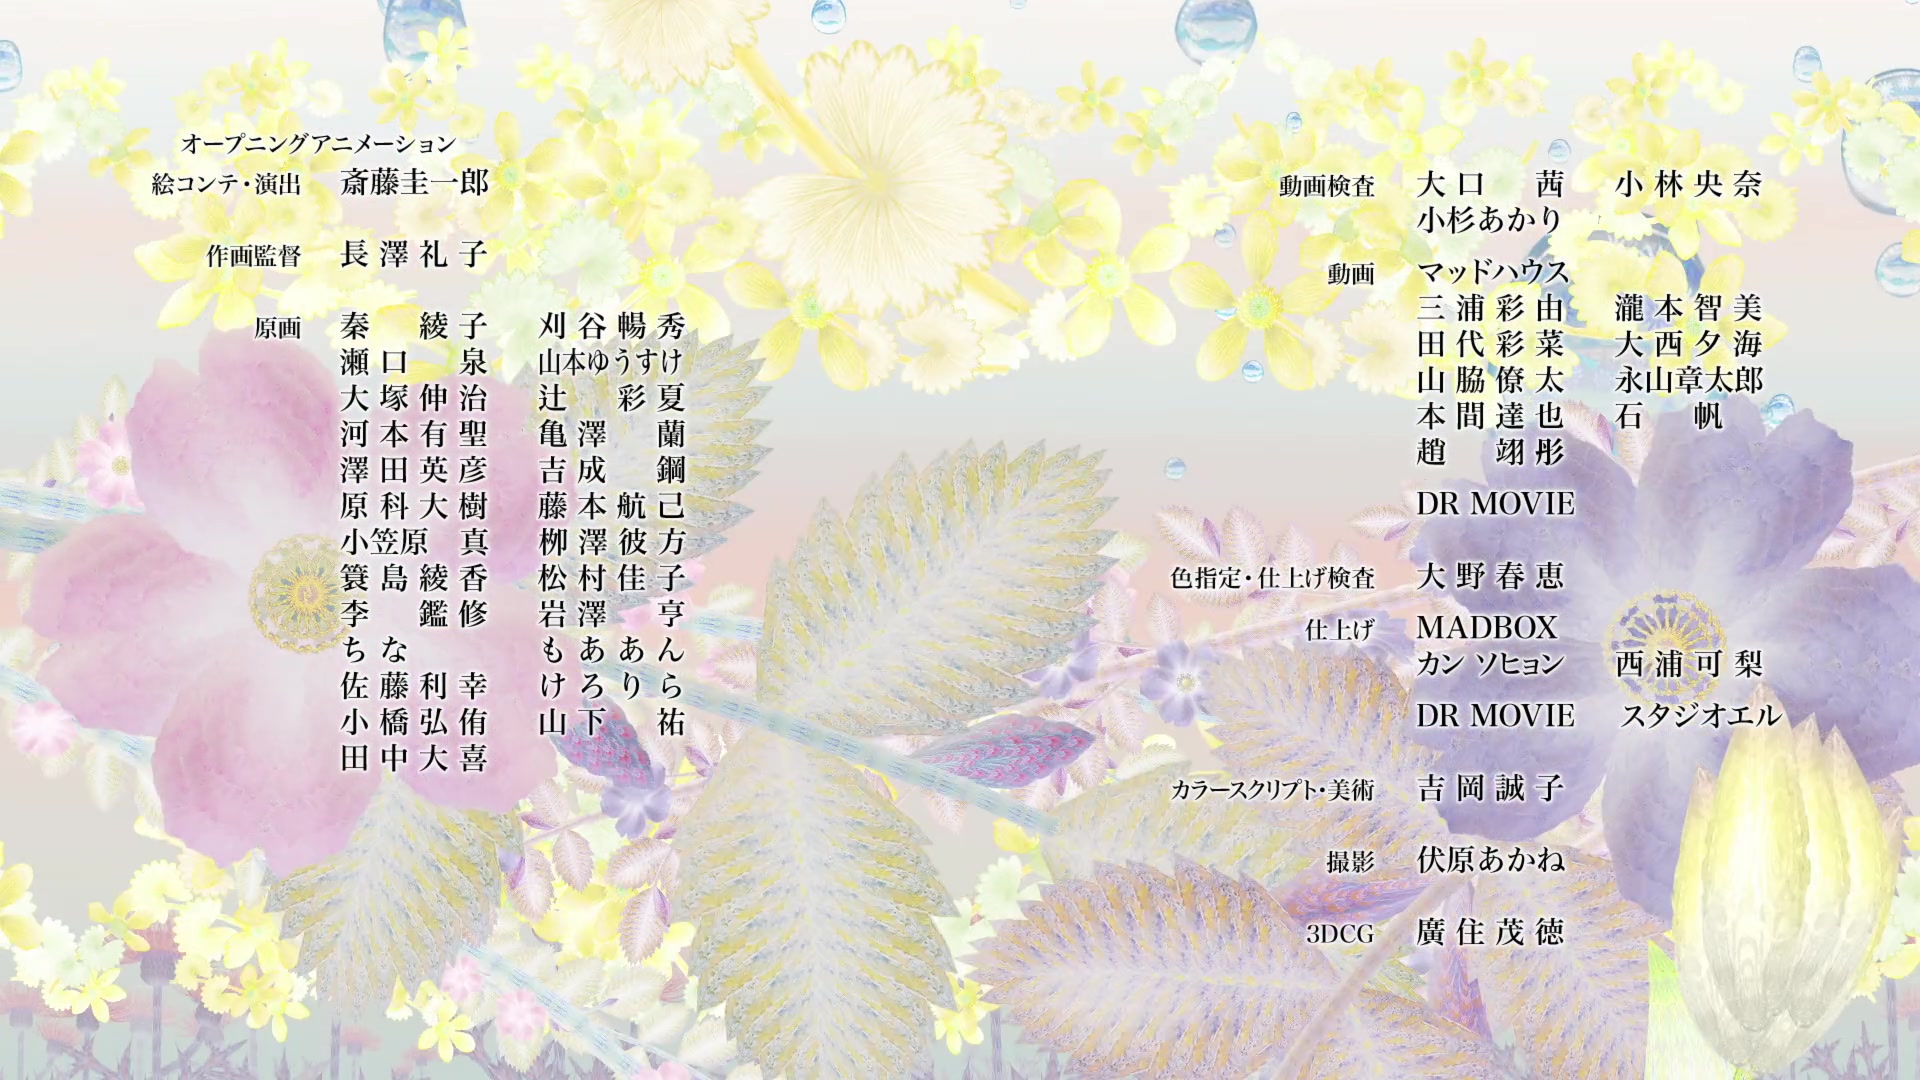 オープニングアニメーション
絵コンテ・演出 斎藤圭一郎
作画監督 長澤礼子
原画 秦 綾子 刈谷暢秀
瀬口 泉 山本ゆうすけ
大塚伸治 辻 彩夏
河本有聖 亀澤 蘭
澤田英彦 吉成 鋼
原科大樹 藤本航己
小笠原 真 栁澤彼方
簑島綾香 松村佳子
李 鑑修 岩澤 亨
ちな もああん
佐藤利幸 けろりら
小橋弘侑 山下 祐
田中大喜
動画検査 大口 茜 小林央奈
小杉あかり
動画 マッドハウス
三浦彩由 瀧本智美
田代彩菜 大西夕海
山脇僚太 永山章太郎
本間達也 石 帆
趙 翊彤
DR MOVIE
色指定・仕上げ検査 大野春恵
仕上げ MADBOX
カン ソヒョン 西浦可梨
DR MOVIE スタジオエル
カラースクリプト・美術 吉岡誠子
撮影 伏原あかね
3DCG 廣住茂徳